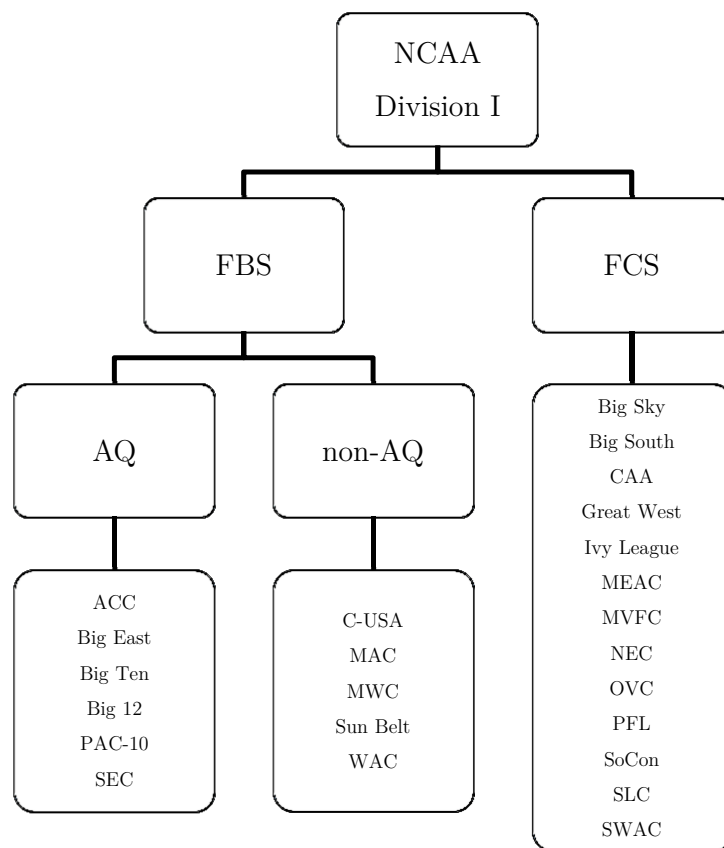 NCAA
Division I
FBS
FCS
AQ
non-AQ
ACC
Big East
Big Ten
Big 12
PAC-10
SEC
C-USA
MAC
MWC
Sun Belt
WAC
Big Sky
Big South
CAA
Great West
Ivy League
MEAC
MVFC
NEC
OVC
PFL
SoCon
SLC
SWAC